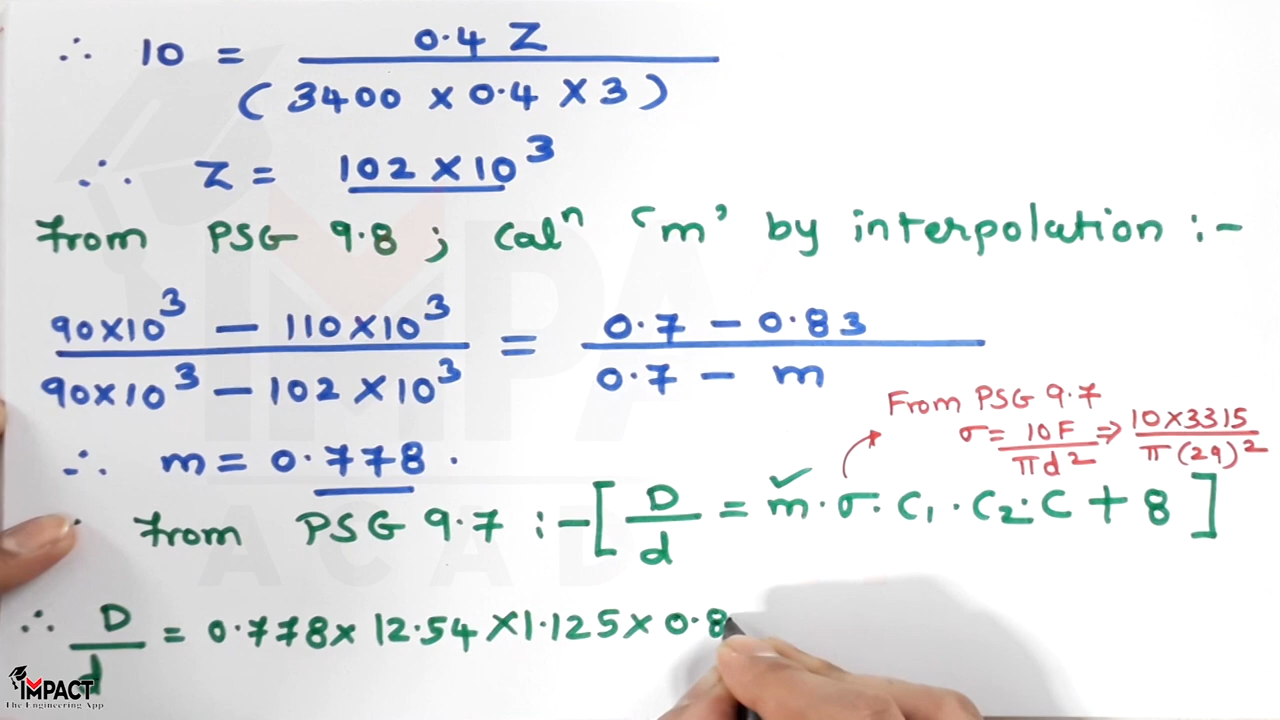 ∴ 10 = 0.4 Z / (3400 × 0.4 × 3)
∴ Z = 102 × 10³
From PSG 9.8 ; calⁿ 'm' by interpolation :-
90×10³ - 110×10³ / 90×10³ - 102×10³ = 0.7 - 0.83 / 0.7 - m
∴ m = 0.778 .
From PSG 9.7
σ = 10F / πd² ⇒ 10×3315 / π(29)²
∴ From PSG 9.7 :- [ D / d = m · σ · C₁ · C₂ · C + 8 ]
∴ D / d = 0.778 × 12.54 × 1.125 × 0.8
IMPACT
The Engineering App
IMPA
ACAD